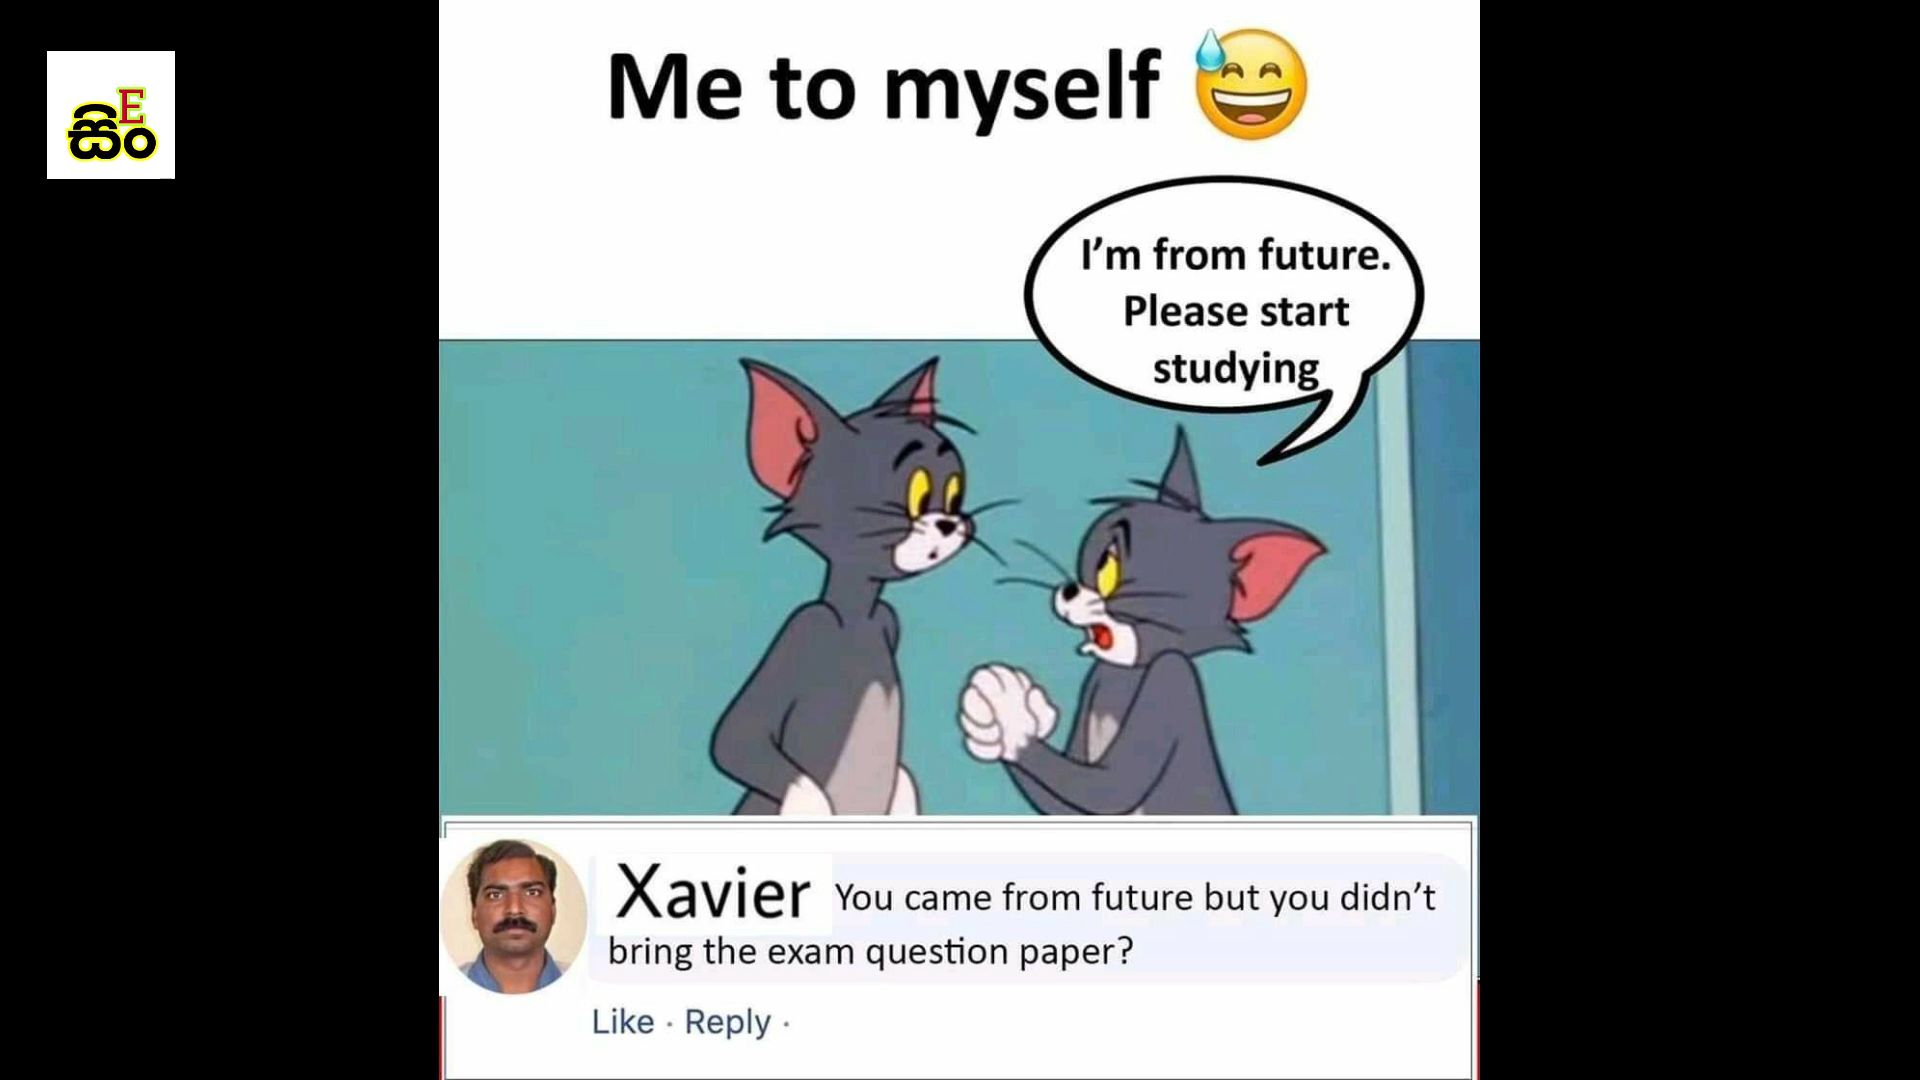 සිංE
Me to myself 😅
I’m from future.
Please start
studying
Xavier You came from future but you didn’t
bring the exam question paper?
Like · Reply ·